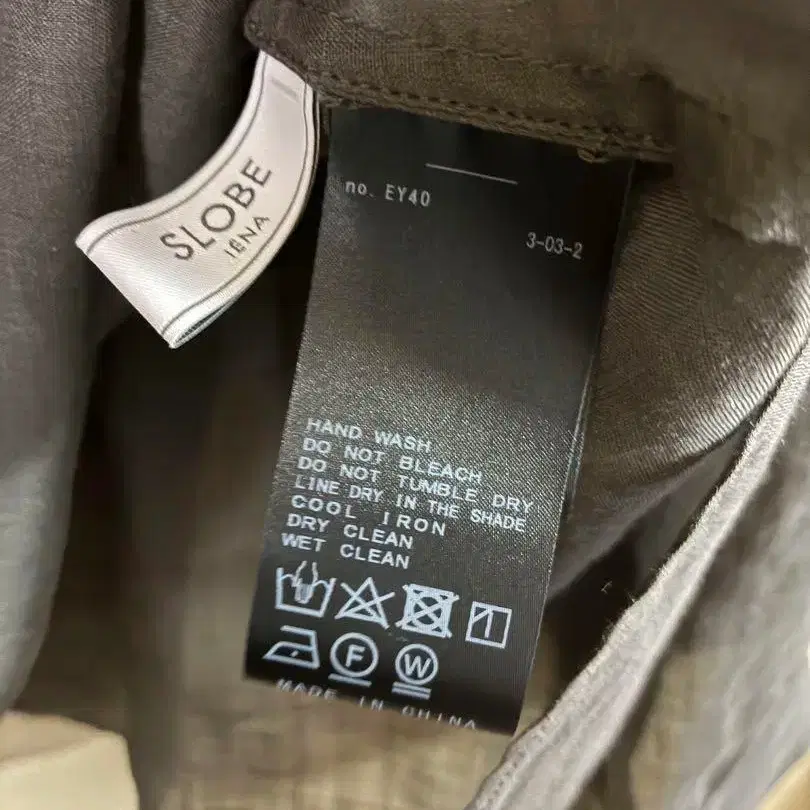 SLOBE
IÉNA
no. EY40
3-03-2
HAND WASH
DO NOT BLEACH
DO NOT TUMBLE DRY
LINE DRY IN THE SHADE
COOL IRON
DRY CLEAN
WET CLEAN
F
W
MADE IN CHINA